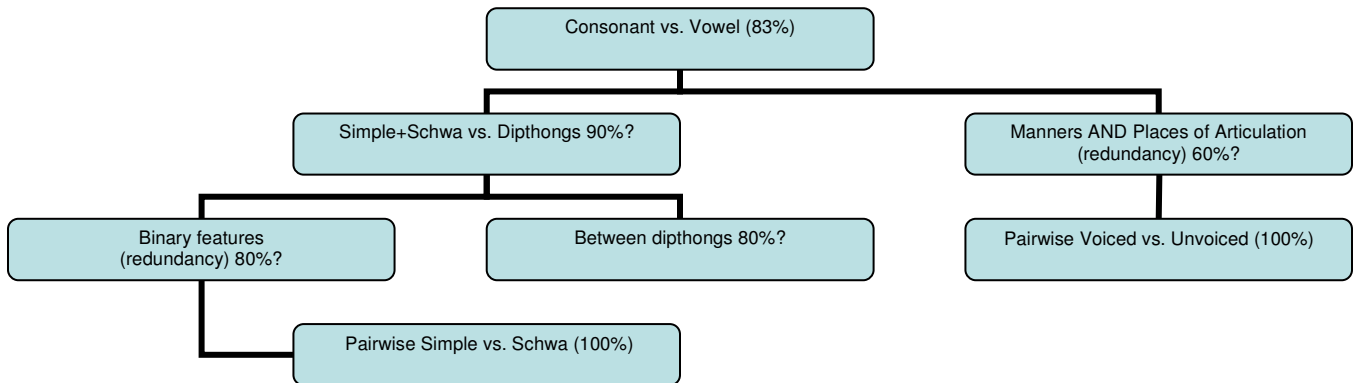 Consonant vs. Vowel (83%)
Simple+Schwa vs. Dipthongs 90%?
Manners AND Places of Articulation
(redundancy) 60%?
Binary features
(redundancy) 80%?
Between dipthongs 80%?
Pairwise Voiced vs. Unvoiced (100%)
Pairwise Simple vs. Schwa (100%)